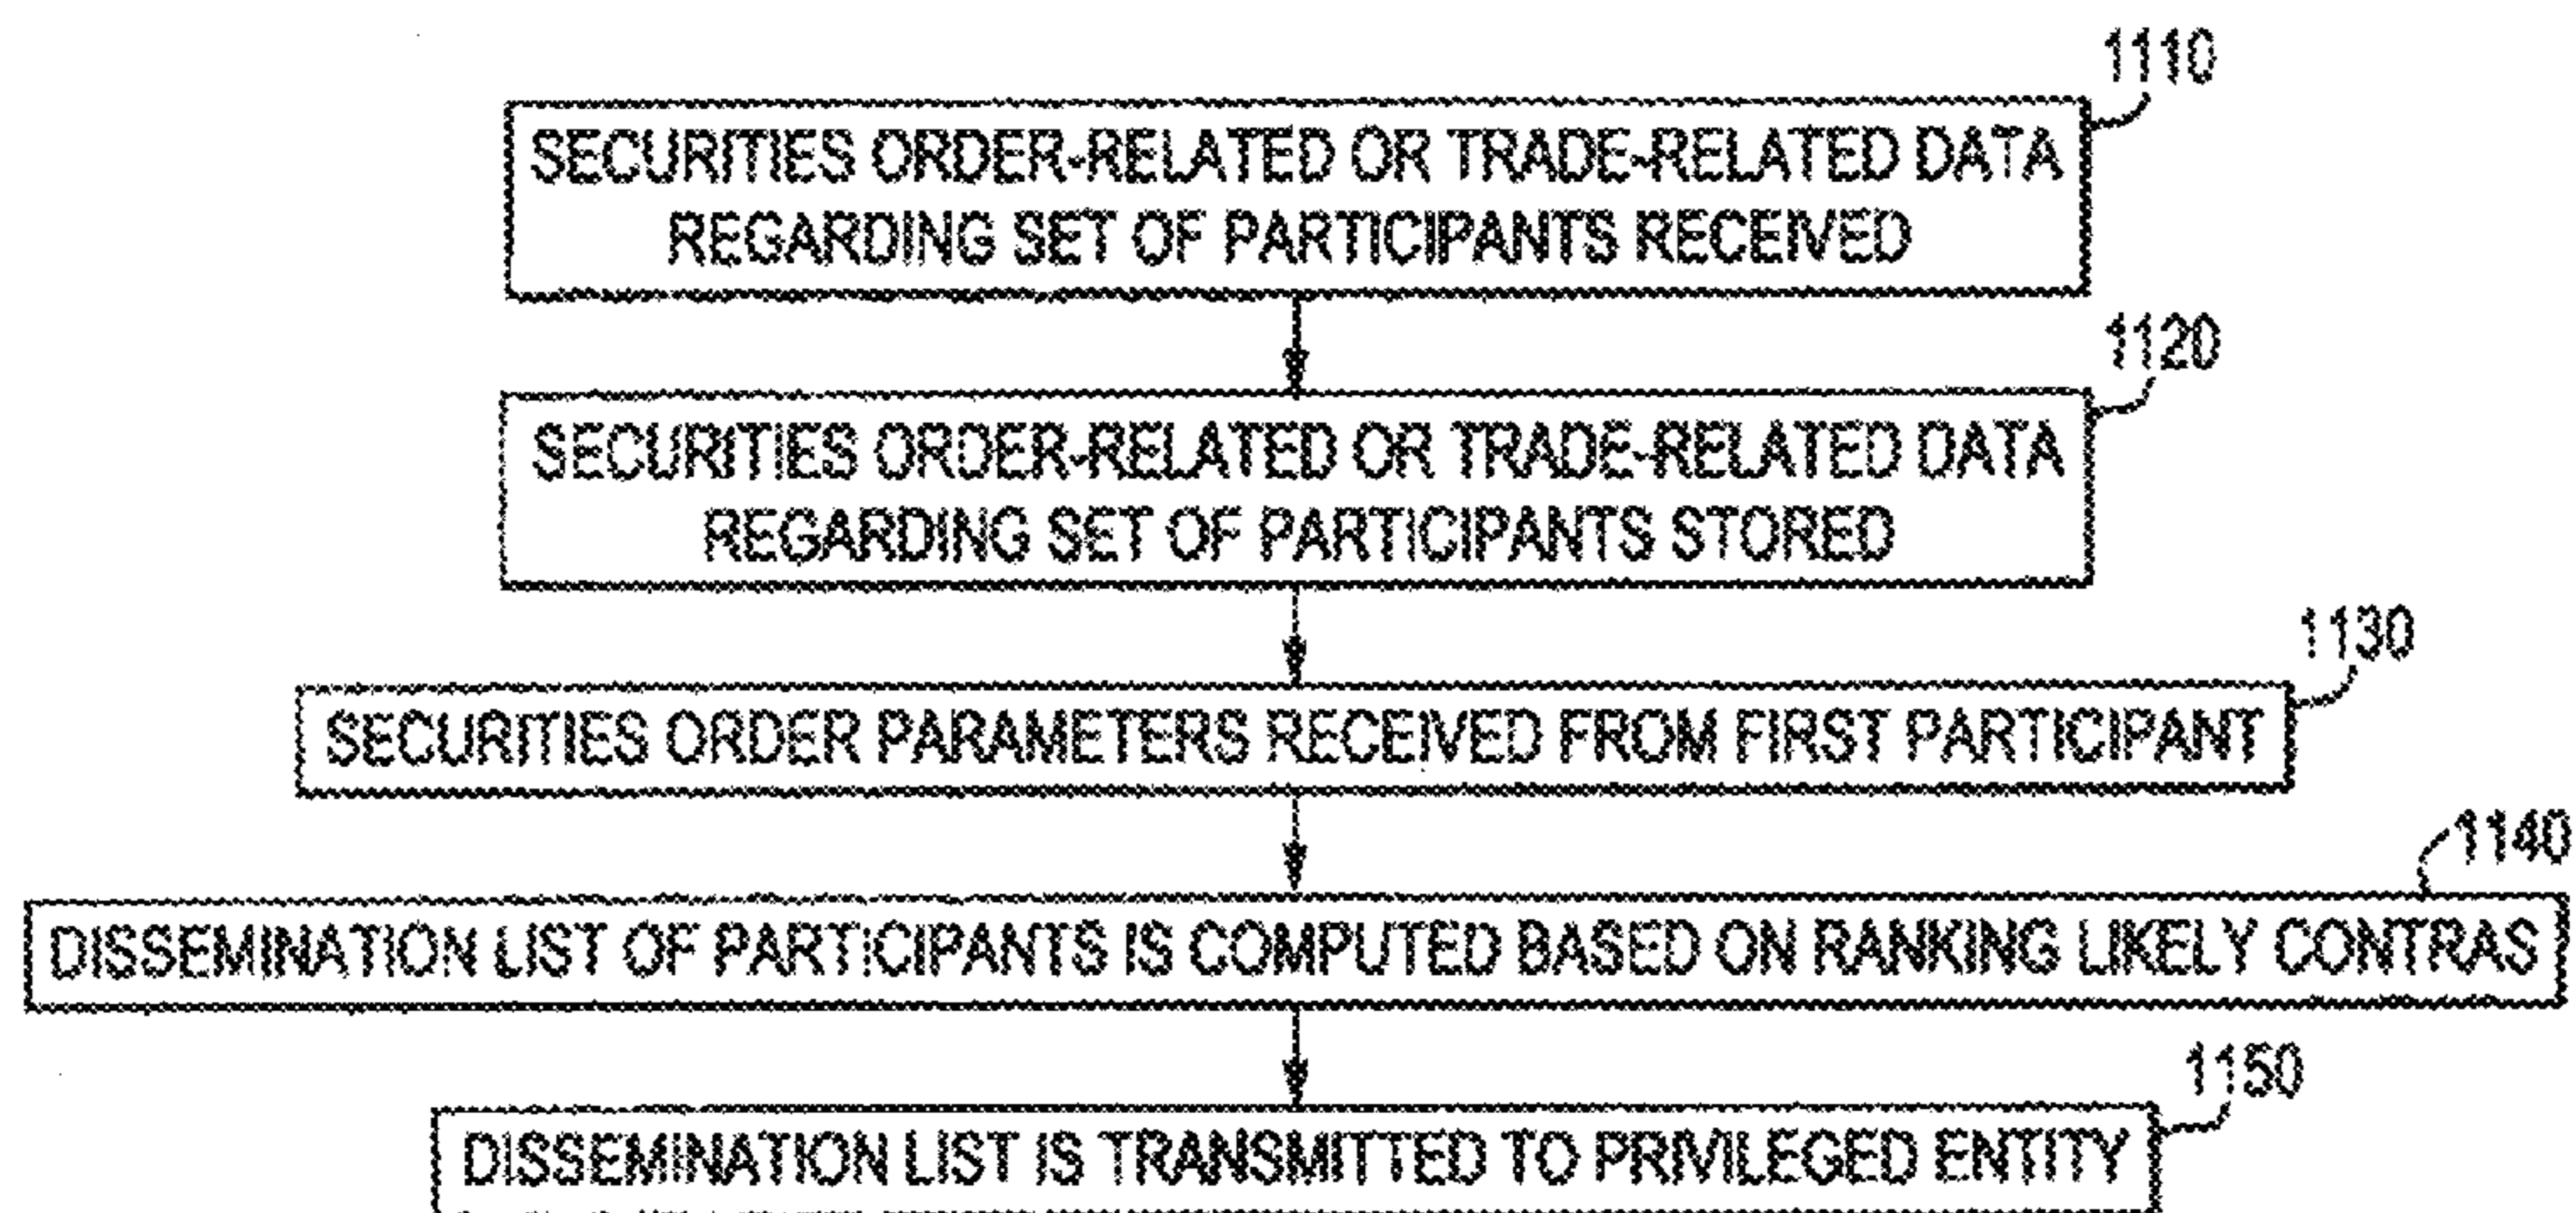 1110
SECURITIES ORDER-RELATED OR TRADE-RELATED DATA
REGARDING SET OF PARTICIPANTS RECEIVED
1120
SECURITIES ORDER-RELATED OR TRADE-RELATED DATA
REGARDING SET OF PARTICIPANTS STORED
1130
SECURITIES ORDER PARAMETERS RECEIVED FROM FIRST PARTICIPANT
1140
DISSEMINATION LIST OF PARTICIPANTS IS COMPUTED BASED ON RANKING LIKELY CONTRAS
1150
DISSEMINATION LIST IS TRANSMITTED TO PRIVILEGED ENTITY